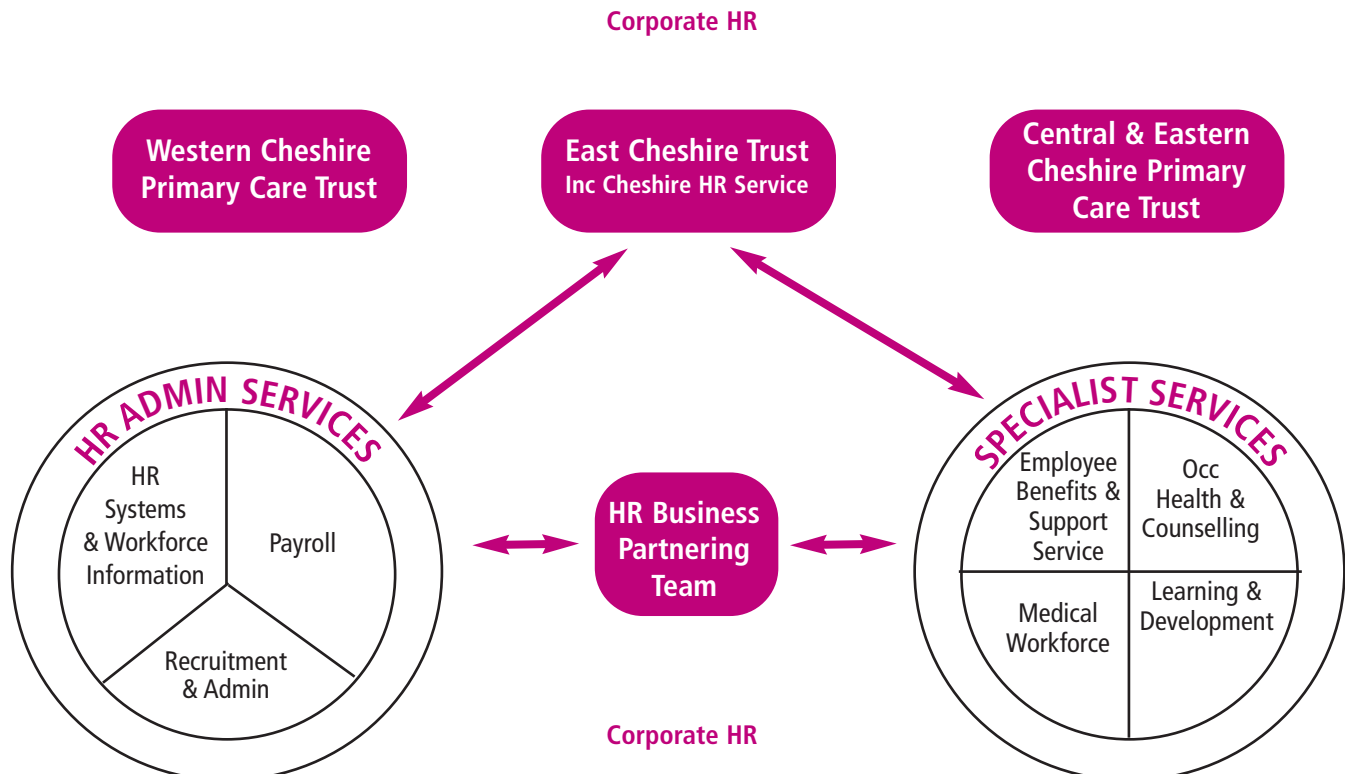 Corporate HR
Western Cheshire
Primary Care Trust
East Cheshire Trust
Inc Cheshire HR Service
Central & Eastern
Cheshire Primary
Care Trust
HR ADMIN SERVICES
HR
Systems
& Workforce
Information
Payroll
Recruitment
& Admin
HR Business
Partnering
Team
SPECIALIST SERVICES
Employee
Benefits &
Support
Service
Occ
Health &
Counselling
Medical
Workforce
Learning &
Development
Corporate HR